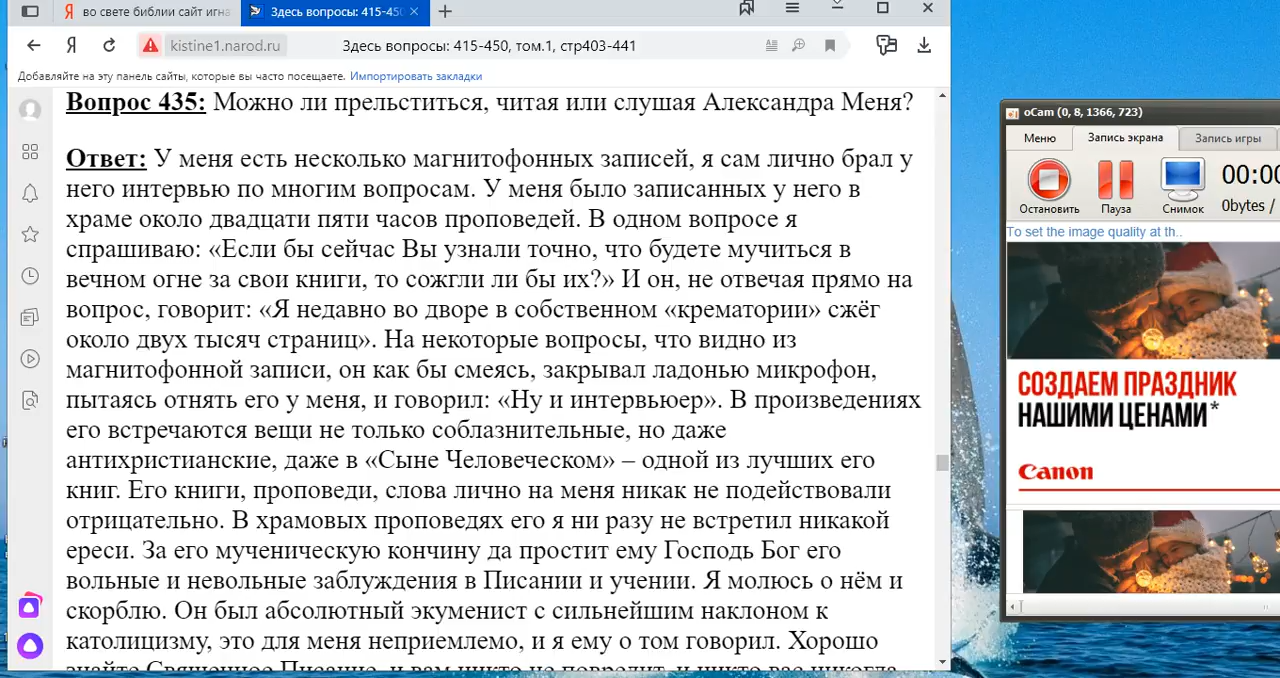 во свете библии сайт игна
Здесь вопросы: 415-450
kistine1.narod.ru
Здесь вопросы: 415-450, том.1, стр403-441
Добавляйте на эту панель сайты, которые вы часто посещаете. Импортировать закладки
Вопрос 435: Можно ли прельститься, читая или слушая Александра Меня?
Ответ: У меня есть несколько магнитофонных записей, я сам лично брал у
него интервью по многим вопросам. У меня было записанных у него в
храме около двадцати пяти часов проповедей. В одном вопросе я
спрашиваю: «Если бы сейчас Вы узнали точно, что будете мучиться в
вечном огне за свои книги, то сожгли ли бы их?» И он, не отвечая прямо на
вопрос, говорит: «Я недавно во дворе в собственном «крематории» сжёг
около двух тысяч страниц». На некоторые вопросы, что видно из
магнитофонной записи, он как бы смеясь, закрывал ладонью микрофон,
пытаясь отнять его у меня, и говорил: «Ну и интервьюер». В произведениях
его встречаются вещи не только соблазнительные, но даже
антихристианские, даже в «Сыне Человеческом» – одной из лучших его
книг. Его книги, проповеди, слова лично на меня никак не подействовали
отрицательно. В храмовых проповедях его я ни разу не встретил никакой
ереси. За его мученическую кончину да простит ему Господь Бог его
вольные и невольные заблуждения в Писании и учении. Я молюсь о нём и
скорблю. Он был абсолютный экуменист с сильнейшим наклоном к
католицизму, это для меня неприемлемо, и я ему о том говорил. Хорошо
знайте Священное Писание, и вам никто не повредит, и никто вас никогда
oCam (0, 8, 1366, 723)
Меню Запись экрана Запись игры
00:00
0bytes /
Остановить Пауза Снимок
To set the image quality at th..
СОЗДАЕМ ПРАЗДНИК
НАШИМИ ЦЕНАМИ*
Canon